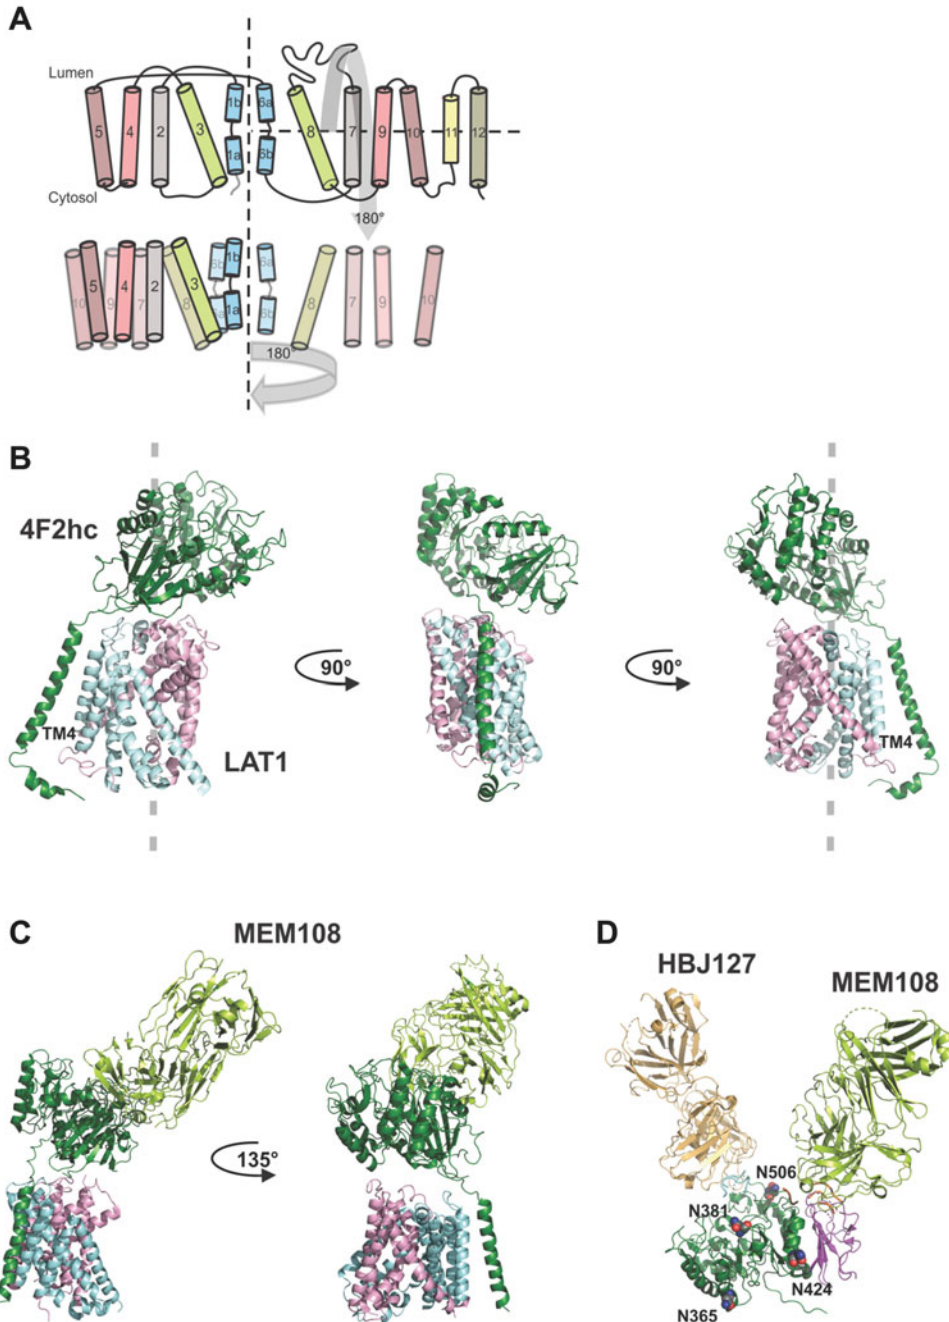 A
Lumen
5 4 2 3 1b 6a 8 7 9 10 11 12
1a 6b
Cytosol
180°
10 5 9 4 7 2 8 3 6b 1b 6a 8 7 9 10
6a 1a 6b
180°
B
4F2hc
90°
90°
TM4
TM4
LAT1
C
MEM108
135°
D
HBJ127
MEM108
N506
N381
N424
N365